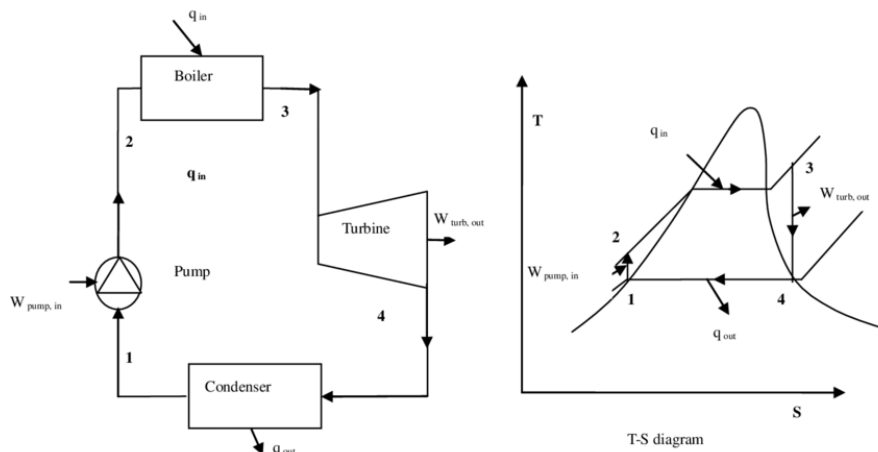 q in
Boiler
3
2
q in
Turbine
W turb, out
Pump
W pump, in
4
1
Condenser
q out
T
q in
3
W turb, out
2
W pump, in
1
4
q out
S
T-S diagram